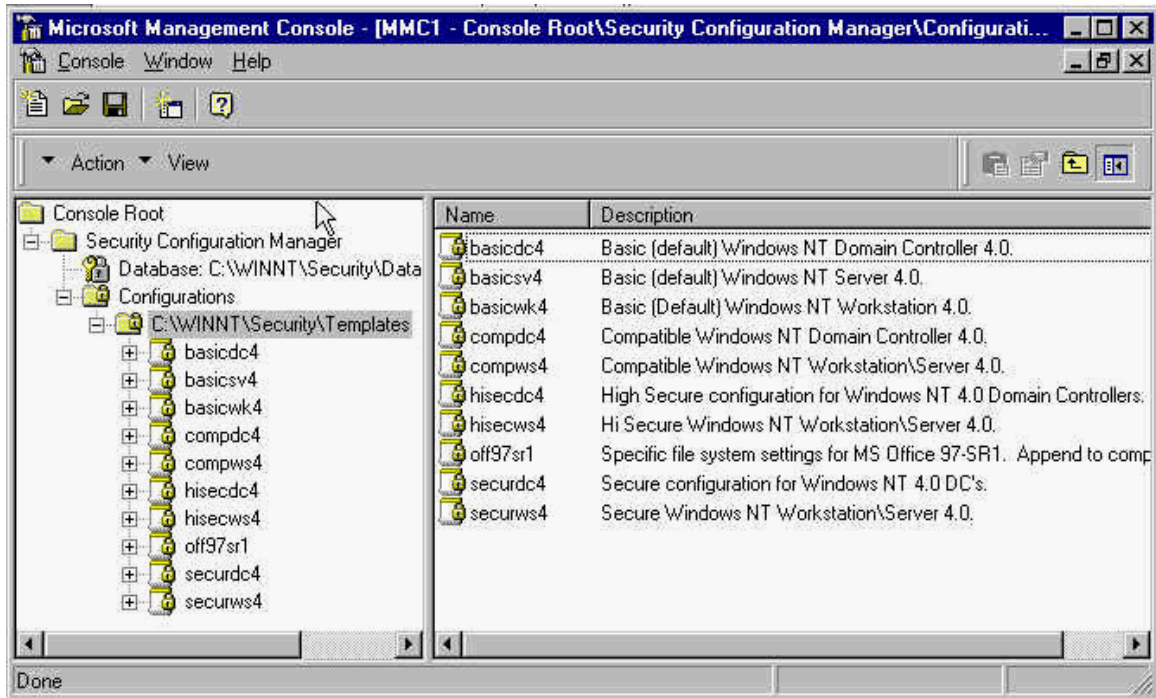 Microsoft Management Console - [MMC1 - Console Root\Security Configuration Manager\Configurati...
Console Window Help
Action View
Console Root
Security Configuration Manager
Database: C:\WINNT\Security\Data
Configurations
C:\WINNT\Security\Templates
basicdc4
basicsv4
basicwk4
compdc4
compws4
hisecdc4
hisecws4
off97sr1
securdc4
securws4
Name Description
basicdc4 Basic (default) Windows NT Domain Controller 4.0.
basicsv4 Basic (default) Windows NT Server 4.0.
basicwk4 Basic (Default) Windows NT Workstation 4.0.
compdc4 Compatible Windows NT Domain Controller 4.0.
compws4 Compatible Windows NT Workstation\Server 4.0.
hisecdc4 High Secure configuration for Windows NT 4.0 Domain Controllers.
hisecws4 Hi Secure Windows NT Workstation\Server 4.0.
off97sr1 Specific file system settings for MS Office 97-SR1. Append to comp
securdc4 Secure configuration for Windows NT 4.0 DC's.
securws4 Secure Windows NT Workstation\Server 4.0.
Done